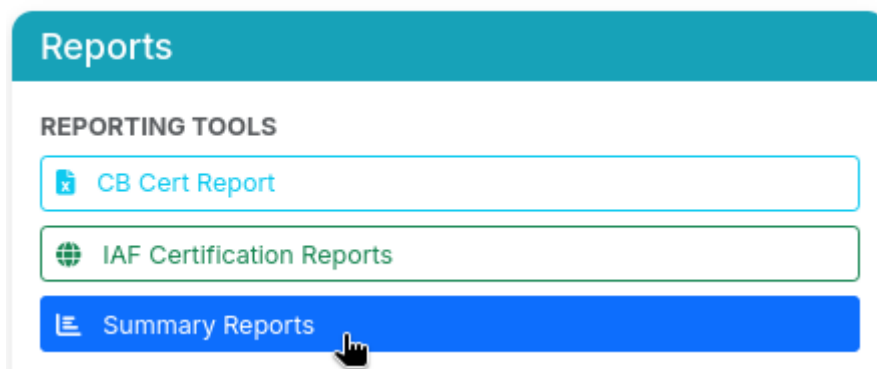 Reports
REPORTING TOOLS
CB Cert Report
IAF Certification Reports
Summary Reports